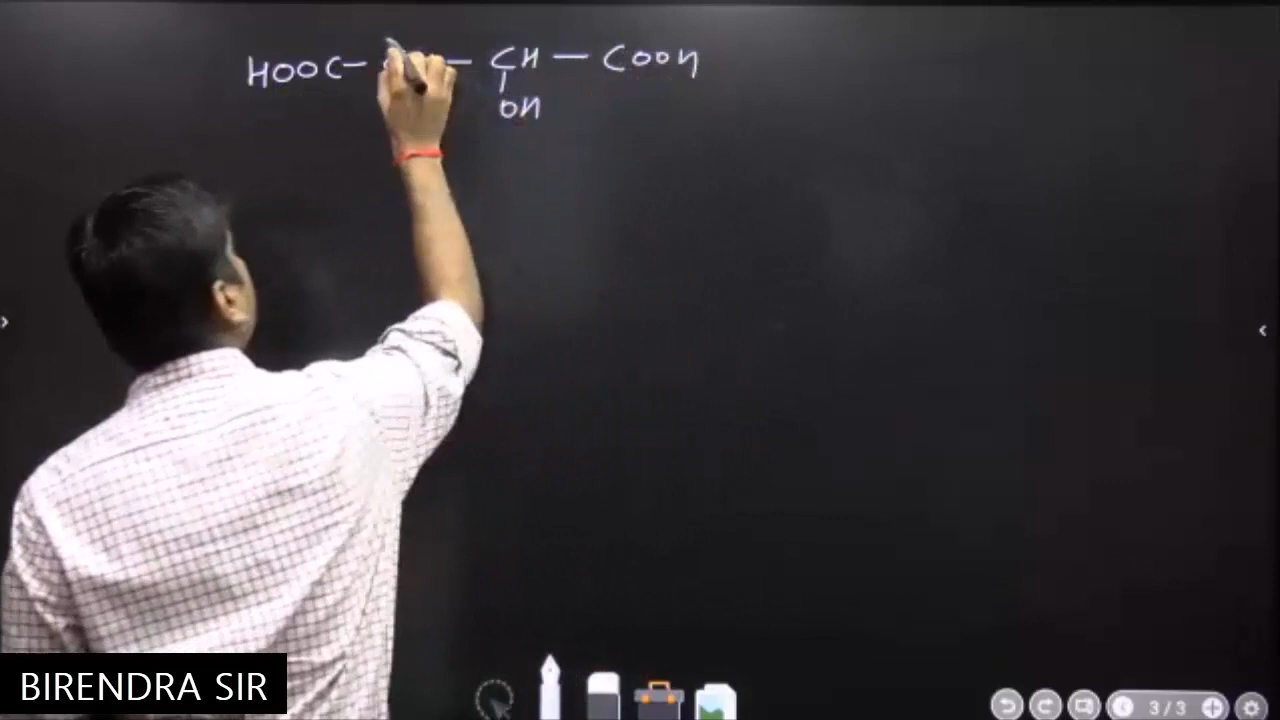 HOOC – — CH — COOH
|
OH
3/3
BIRENDRA SIR